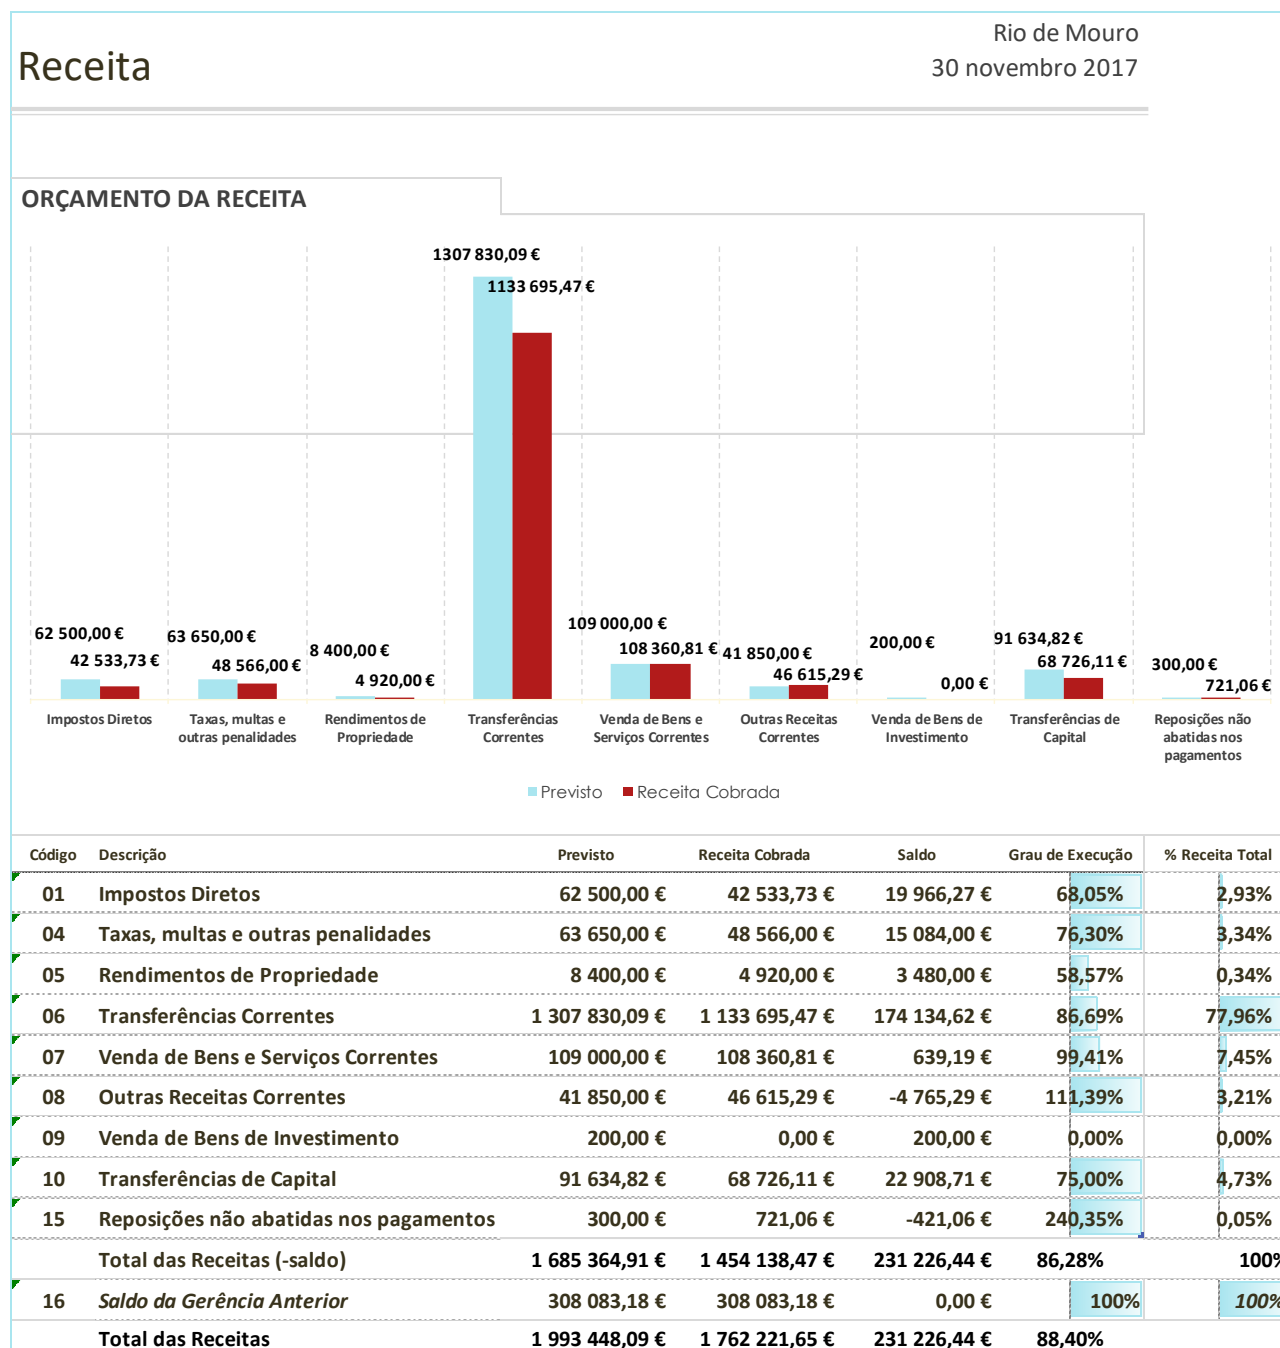 Receita
Rio de Mouro
30 novembro 2017
ORÇAMENTO DA RECEITA
1307 830,09 €
1133 695,47 €
62 500,00 €
42 533,73 €
63 650,00 €
48 566,00 €
8 400,00 €
4 920,00 €
109 000,00 €
108 360,81 €
41 850,00 €
46 615,29 €
200,00 €
0,00 €
91 634,82 €
68 726,11 €
300,00 €
721,06 €
Impostos Diretos
Taxas, multas e
outras penalidades
Rendimentos de
Propriedade
Transferências
Correntes
Venda de Bens e
Serviços Correntes
Outras Receitas
Correntes
Venda de Bens de
Investimento
Transferências de
Capital
Reposições não
abatidas nos
pagamentos
Previsto Receita Cobrada
Código Descrição Previsto Receita Cobrada Saldo Grau de Execução % Receita Total
01 Impostos Diretos 62 500,00 € 42 533,73 € 19 966,27 € 68,05% 2,93%
04 Taxas, multas e outras penalidades 63 650,00 € 48 566,00 € 15 084,00 € 76,30% 3,34%
05 Rendimentos de Propriedade 8 400,00 € 4 920,00 € 3 480,00 € 58,57% 0,34%
06 Transferências Correntes 1 307 830,09 € 1 133 695,47 € 174 134,62 € 86,69% 77,96%
07 Venda de Bens e Serviços Correntes 109 000,00 € 108 360,81 € 639,19 € 99,41% 7,45%
08 Outras Receitas Correntes 41 850,00 € 46 615,29 € -4 765,29 € 111,39% 3,21%
09 Venda de Bens de Investimento 200,00 € 0,00 € 200,00 € 0,00% 0,00%
10 Transferências de Capital 91 634,82 € 68 726,11 € 22 908,71 € 75,00% 4,73%
15 Reposições não abatidas nos pagamentos 300,00 € 721,06 € -421,06 € 240,35% 0,05%
Total das Receitas (-saldo) 1 685 364,91 € 1 454 138,47 € 231 226,44 € 86,28% 100%
16 Saldo da Gerência Anterior 308 083,18 € 308 083,18 € 0,00 € 100% 100%
Total das Receitas 1 993 448,09 € 1 762 221,65 € 231 226,44 € 88,40%